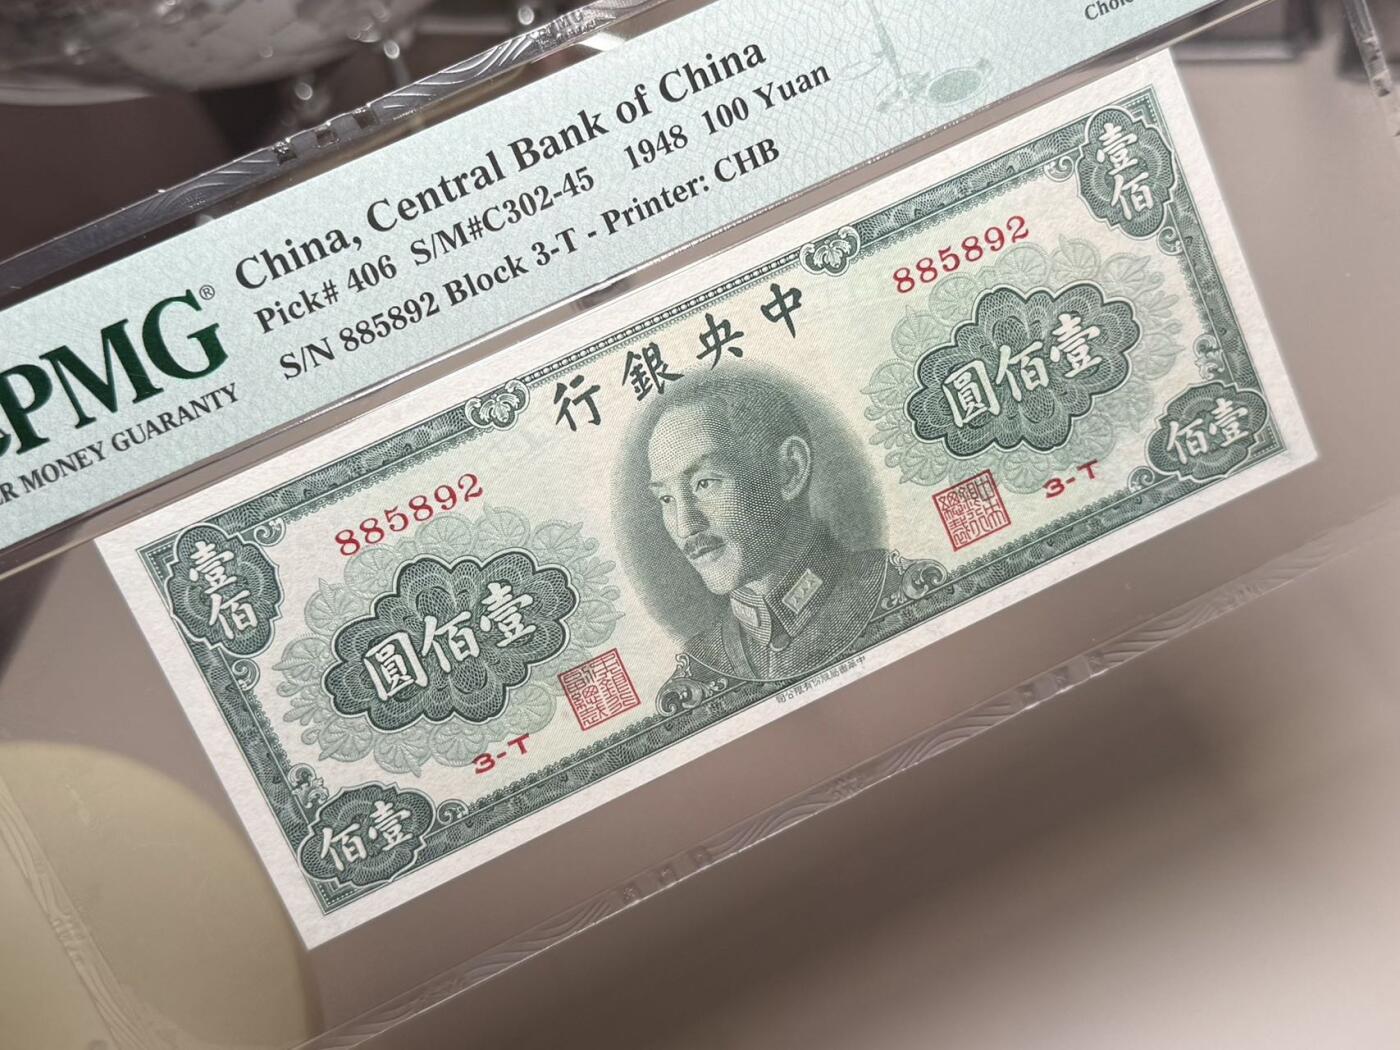 Choice
China, Central Bank of China
Pick# 406 S/M#C302-45 1948 100 Yuan
S/N 885892 Block 3-T - Printer: CHB
PMG®
MONEY GUARANTY
中央銀行
壹佰
壹佰
885892
885892
壹佰圓
壹佰圓
3-T
3-T
壹佰
壹佰